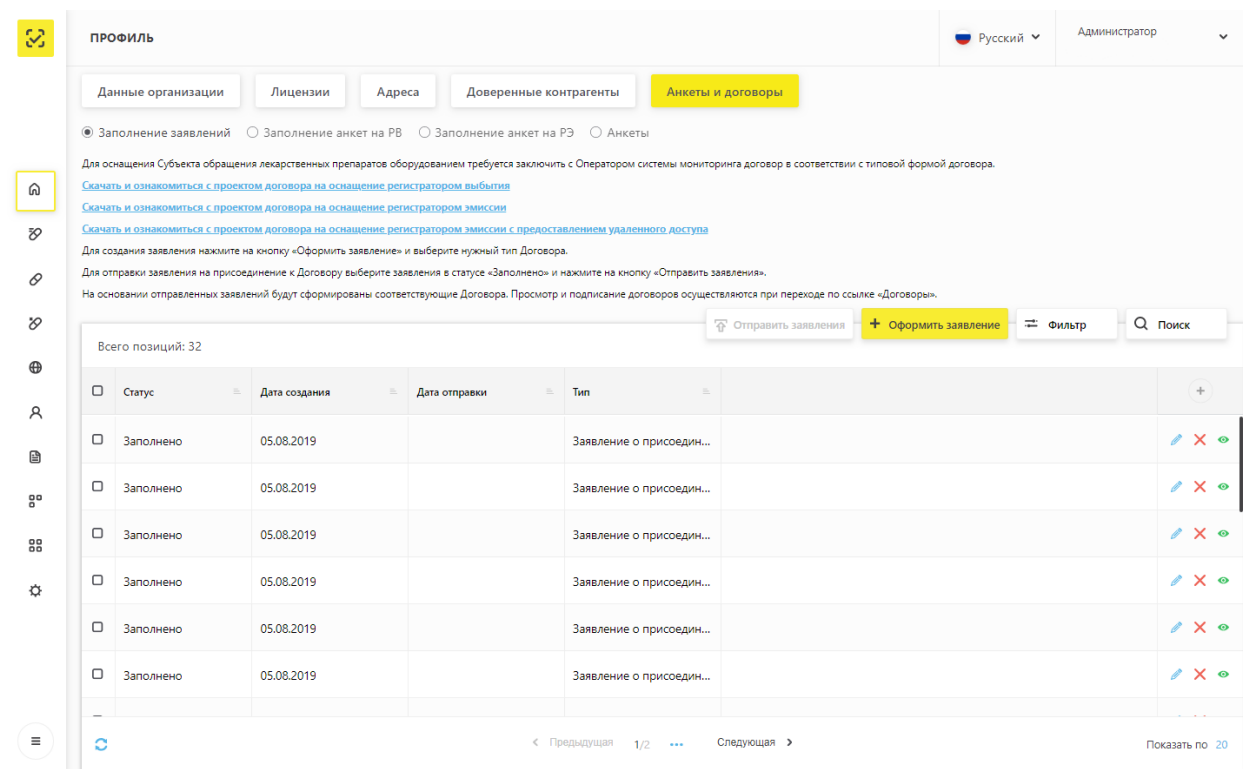 ПРОФИЛЬ
Русский
Администратор
Данные организации
Лицензии
Адреса
Доверенные контрагенты
Анкеты и договоры
Заполнение заявлений
Заполнение анкет на РВ
Заполнение анкет на РЭ
Анкеты
Для оснащения Субъекта обращения лекарственных препаратов оборудованием требуется заключить с Оператором системы мониторинга договор в соответствии с типовой формой договора.
Скачать и ознакомиться с проектом договора на оснащение регистратором выбытия
Скачать и ознакомиться с проектом договора на оснащение регистратором эмиссии
Скачать и ознакомиться с проектом договора на оснащение регистратором эмиссии с предоставлением удаленного доступа
Для создания заявления нажмите на кнопку «Оформить заявление» и выберите нужный тип Договора.
Для отправки заявления на присоединение к Договору выберите заявления в статусе «Заполнено» и нажмите на кнопку «Отправить заявления».
На основании отправленных заявлений будут сформированы соответствующие Договора. Просмотр и подписание договоров осуществляются при переходе по ссылке «Договоры».
Отправить заявления
+ Оформить заявление
Фильтр
Поиск
Всего позиций: 32
Статус
Дата создания
Дата отправки
Тип
Заполнено 05.08.2019 Заявление о присоедин...
Заполнено 05.08.2019 Заявление о присоедин...
Заполнено 05.08.2019 Заявление о присоедин...
Заполнено 05.08.2019 Заявление о присоедин...
Заполнено 05.08.2019 Заявление о присоедин...
Заполнено 05.08.2019 Заявление о присоедин...
Предыдущая 1/2 ... Следующая
Показать по 20